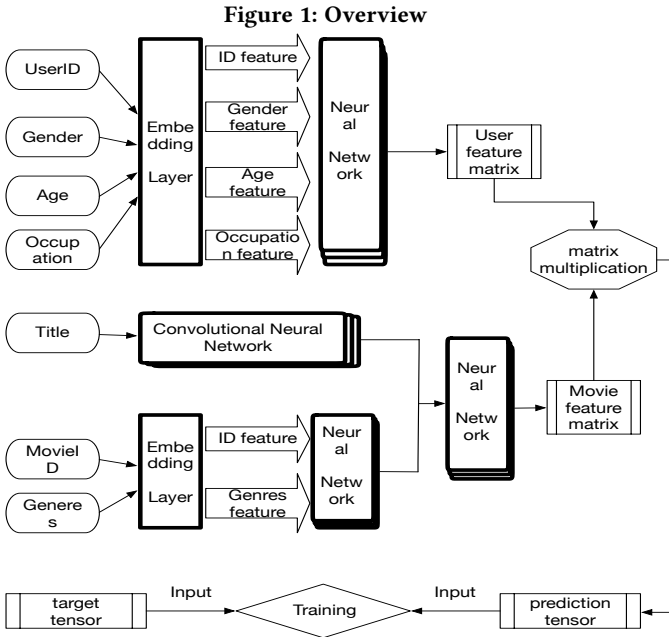 Figure 1: Overview
UserID
Gender
Age
Occup
ation
Embe
dding
Layer
ID feature
Gender
feature
Age
feature
Occupatio
n feature
Neur
al
Netw
ork
User
feature
matrix
matrix
multiplication
Title
Convolutional Neural
Network
Neur
al
Netw
ork
Movie
feature
matrix
MovieI
D
Genere
s
Embe
dding
Layer
ID feature
Genres
feature
Neur
al
Netw
ork
target
tensor
Input
Training
Input
prediction
tensor